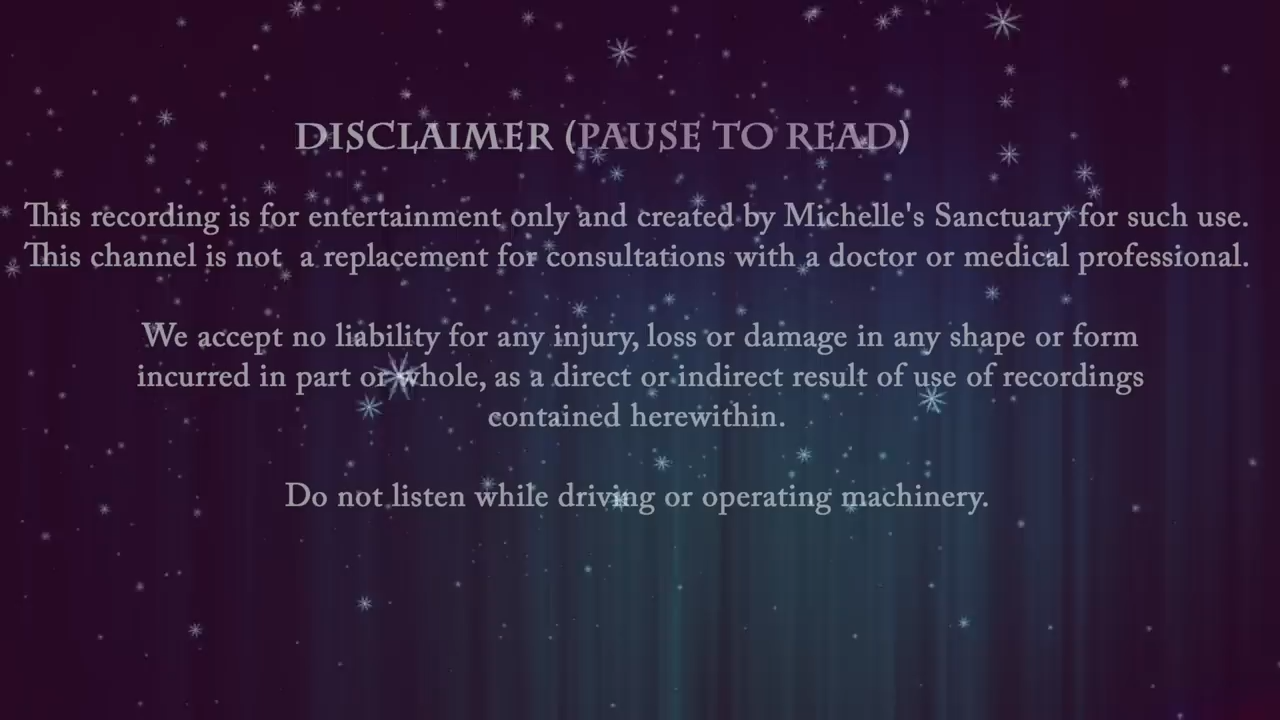 DISCLAIMER (PAUSE TO READ)
This recording is for entertainment only and created by Michelle's Sanctuary for such use.
This channel is not a replacement for consultations with a doctor or medical professional.
We accept no liability for any injury, loss or damage in any shape or form
incurred in part or whole, as a direct or indirect result of use of recordings
contained herewithin.
Do not listen while driving or operating machinery.